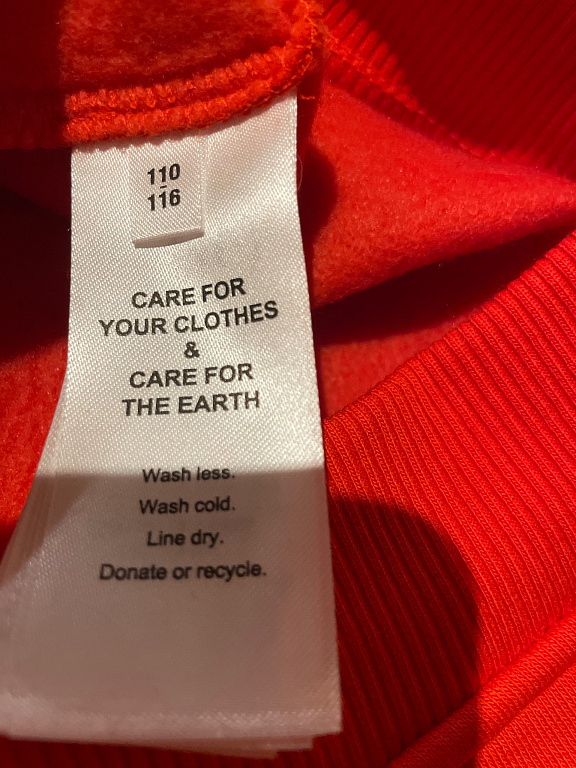 110
-
116
CARE FOR
YOUR CLOTHES
&
CARE FOR
THE EARTH
Wash less.
Wash cold.
Line dry.
Donate or recycle.